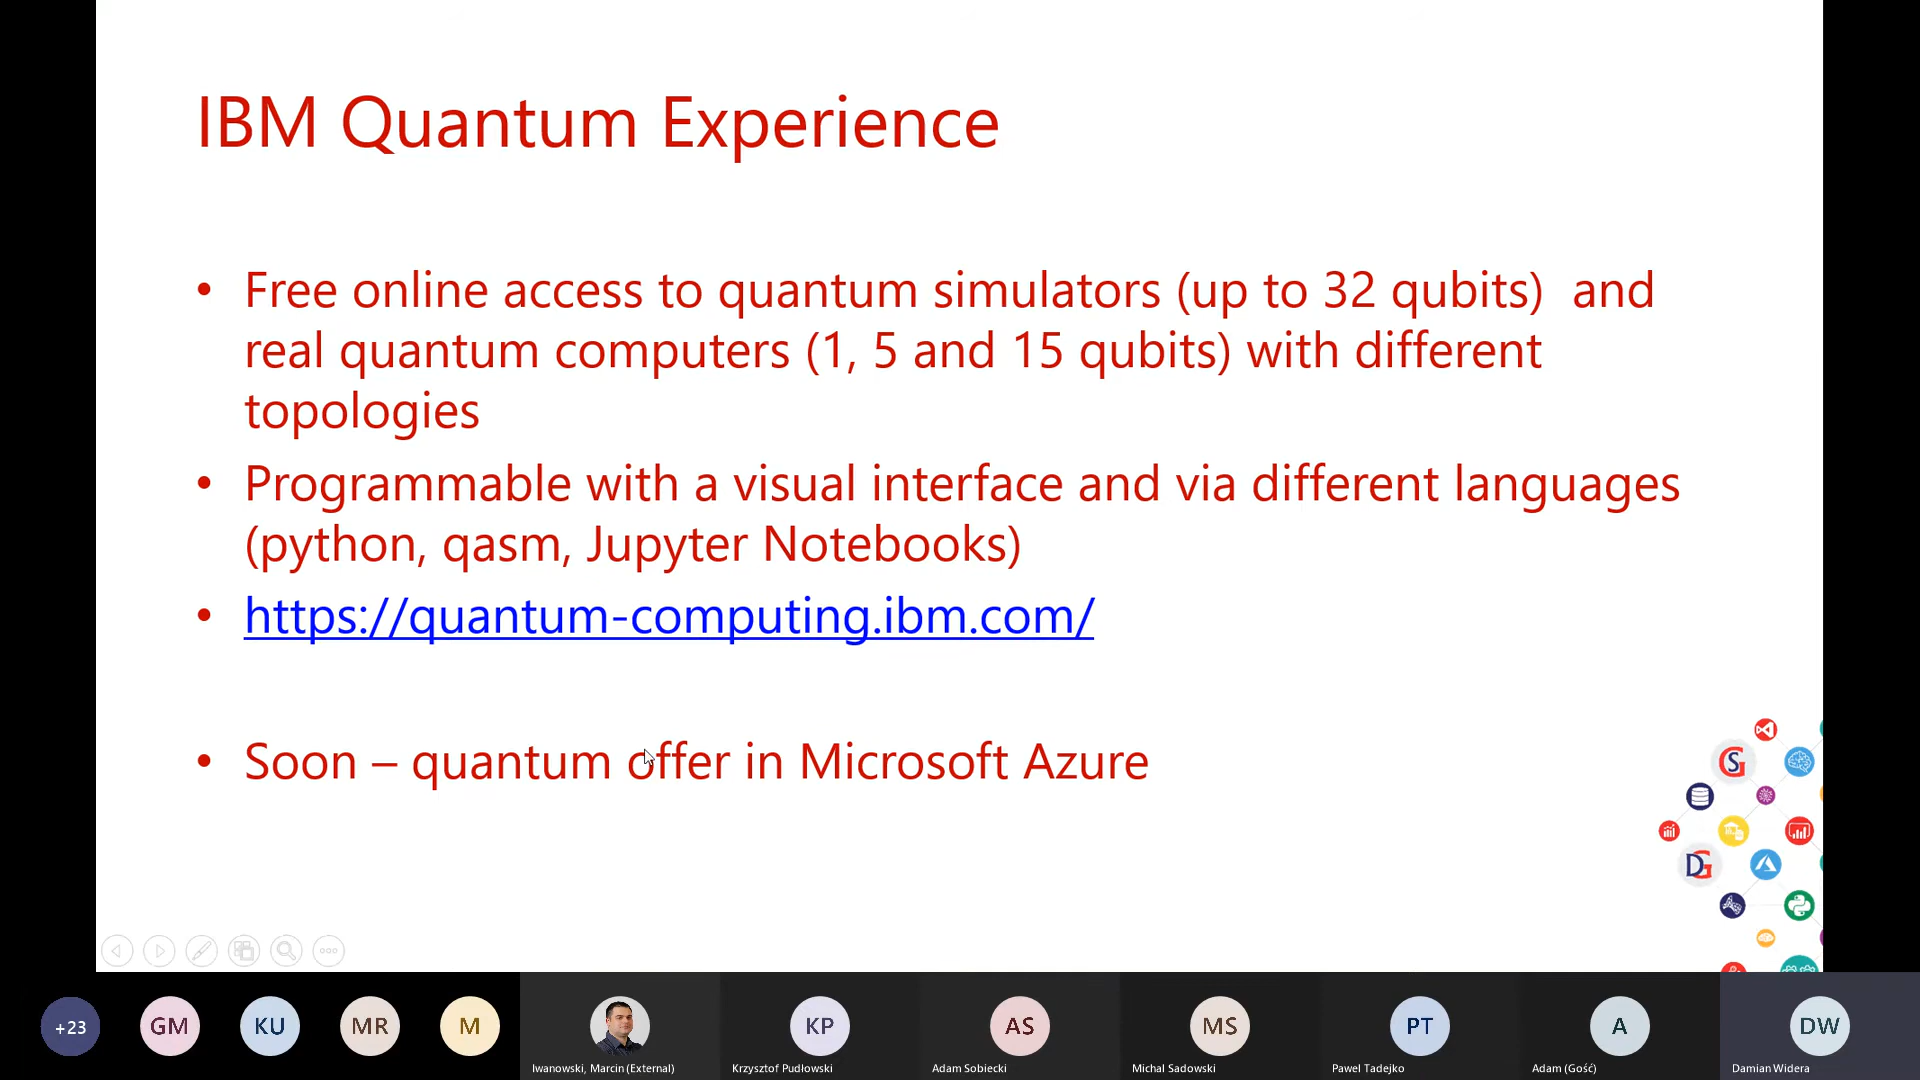 IBM Quantum Experience
• Free online access to quantum simulators (up to 32 qubits) and
real quantum computers (1, 5 and 15 qubits) with different
topologies
• Programmable with a visual interface and via different languages
(python, qasm, Jupyter Notebooks)
• https://quantum-computing.ibm.com/
• Soon – quantum offer in Microsoft Azure
GS
DG
+23
GM
KU
MR
M
KP
AS
MS
PT
A
DW
Iwanowski, Marcin (External)
Krzysztof Pudłowski
Adam Sobiecki
Michal Sadowski
Pawel Tadejko
Adam (Gość)
Damian Widera